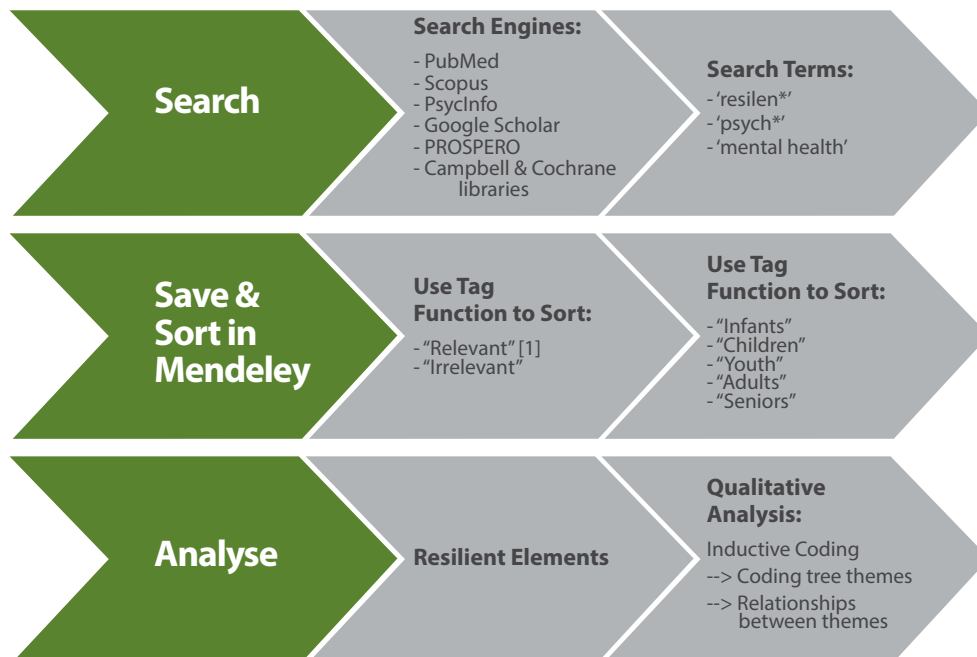 Search
Search Engines:
- PubMed
- Scopus
- PsycInfo
- Google Scholar
- PROSPERO
- Campbell & Cochrane
libraries
Search Terms:
- ‘resilen*’
- ‘psych*’
- ‘mental health’
Save &
Sort in
Mendeley
Use Tag
Function to Sort:
- “Relevant” [1]
- “Irrelevant”
Use Tag
Function to Sort:
- “Infants”
- “Children”
- “Youth”
- “Adults”
- “Seniors”
Analyse
Resilient Elements
Qualitative
Analysis:
Inductive Coding
--> Coding tree themes
--> Relationships
between themes